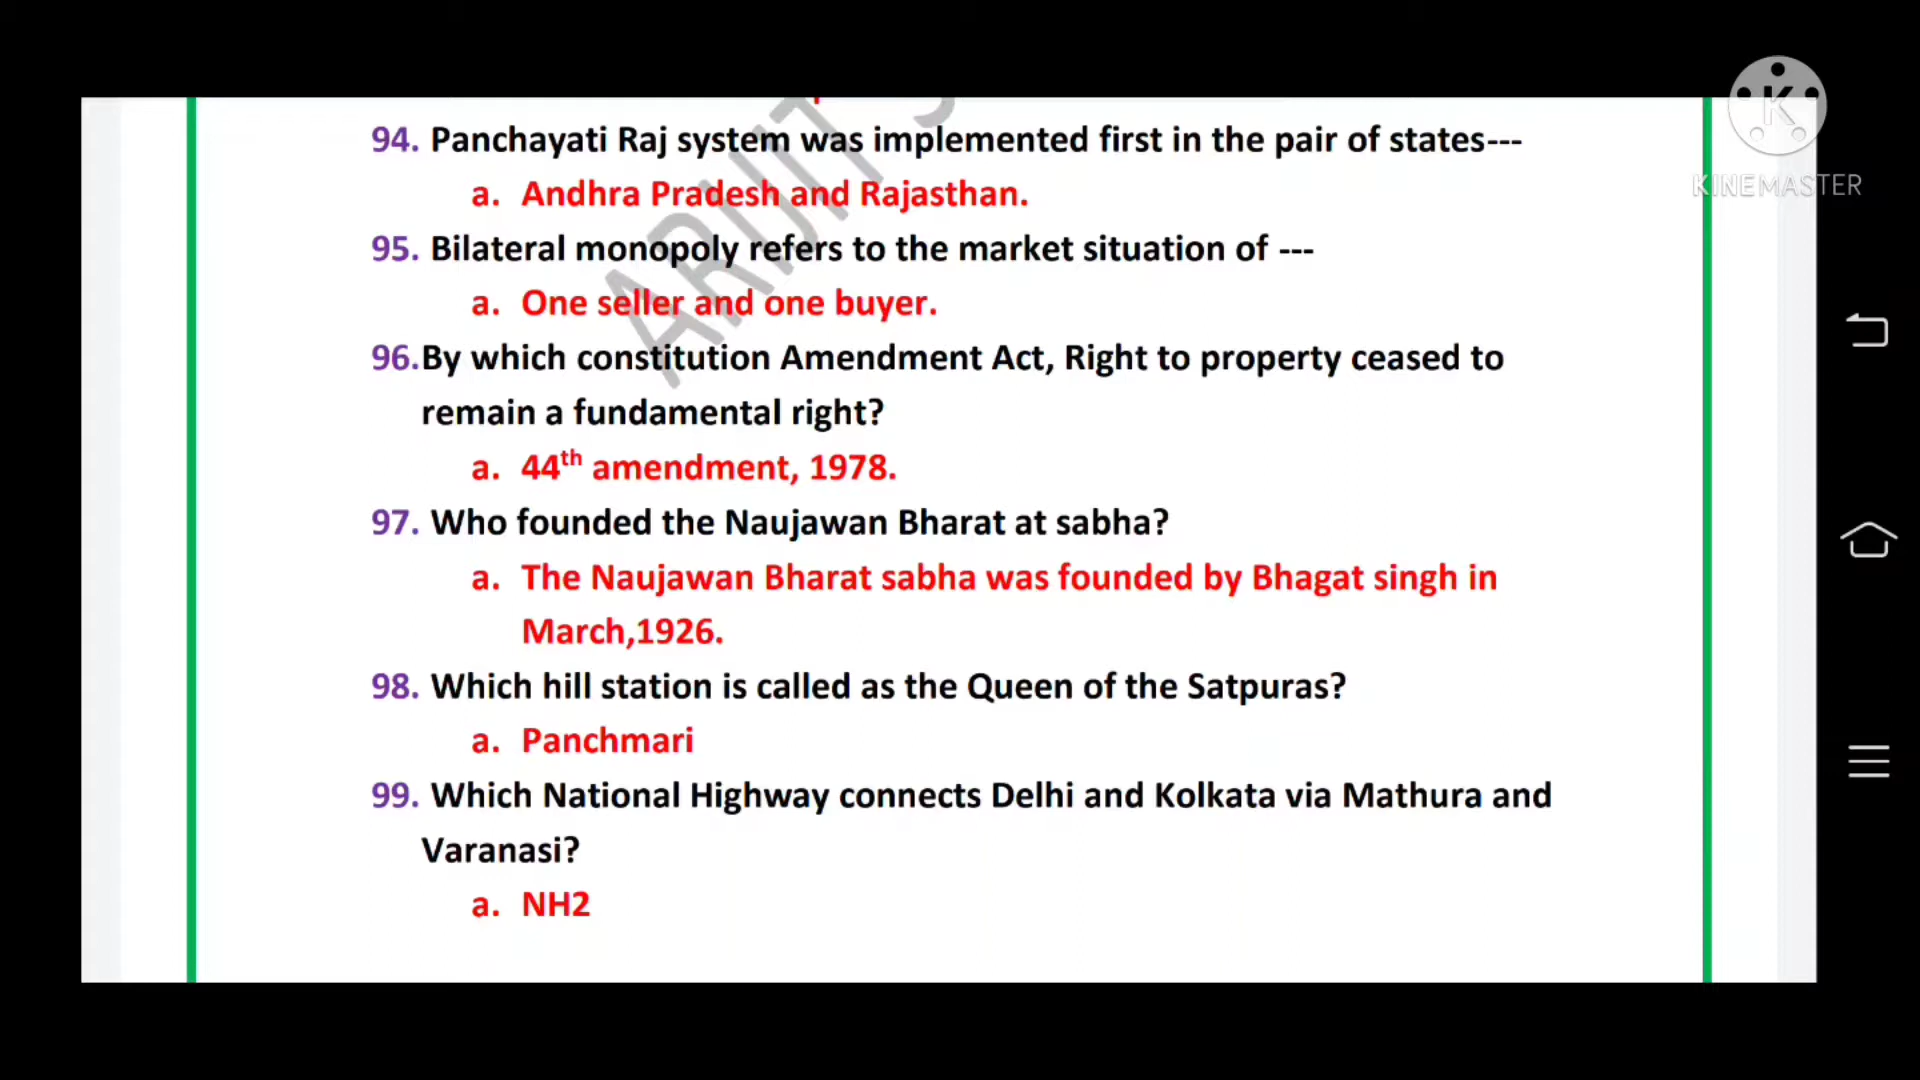 94. Panchayati Raj system was implemented first in the pair of states---
a. Andhra Pradesh and Rajasthan.
95. Bilateral monopoly refers to the market situation of ---
a. One seller and one buyer.
96.By which constitution Amendment Act, Right to property ceased to
remain a fundamental right?
a. 44th amendment, 1978.
97. Who founded the Naujawan Bharat at sabha?
a. The Naujawan Bharat sabha was founded by Bhagat singh in
March,1926.
98. Which hill station is called as the Queen of the Satpuras?
a. Panchmari
99. Which National Highway connects Delhi and Kolkata via Mathura and
Varanasi?
a. NH2
ARIJIT
K
KINEMASTER